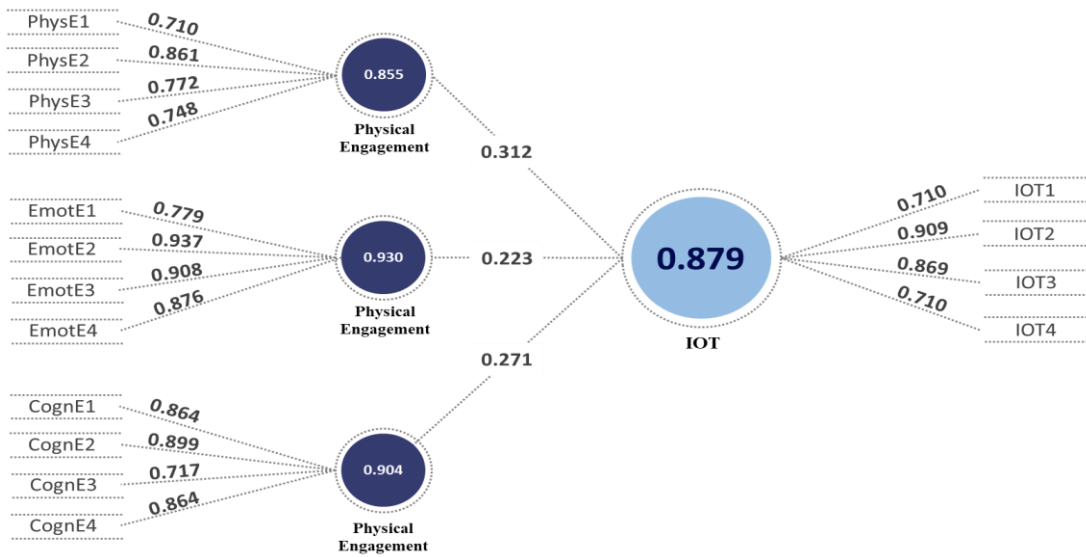 PhysE1
0.710
PhysE2
0.861
PhysE3
0.772
PhysE4
0.748
0.855
Physical
Engagement
0.312
EmotE1
0.779
EmotE2
0.937
EmotE3
0.908
EmotE4
0.876
0.930
Physical
Engagement
0.223
CognE1
0.864
CognE2
0.899
CognE3
0.717
CognE4
0.864
0.904
Physical
Engagement
0.271
0.879
IOT
0.710
IOT1
0.909
IOT2
0.869
IOT3
0.710
IOT4